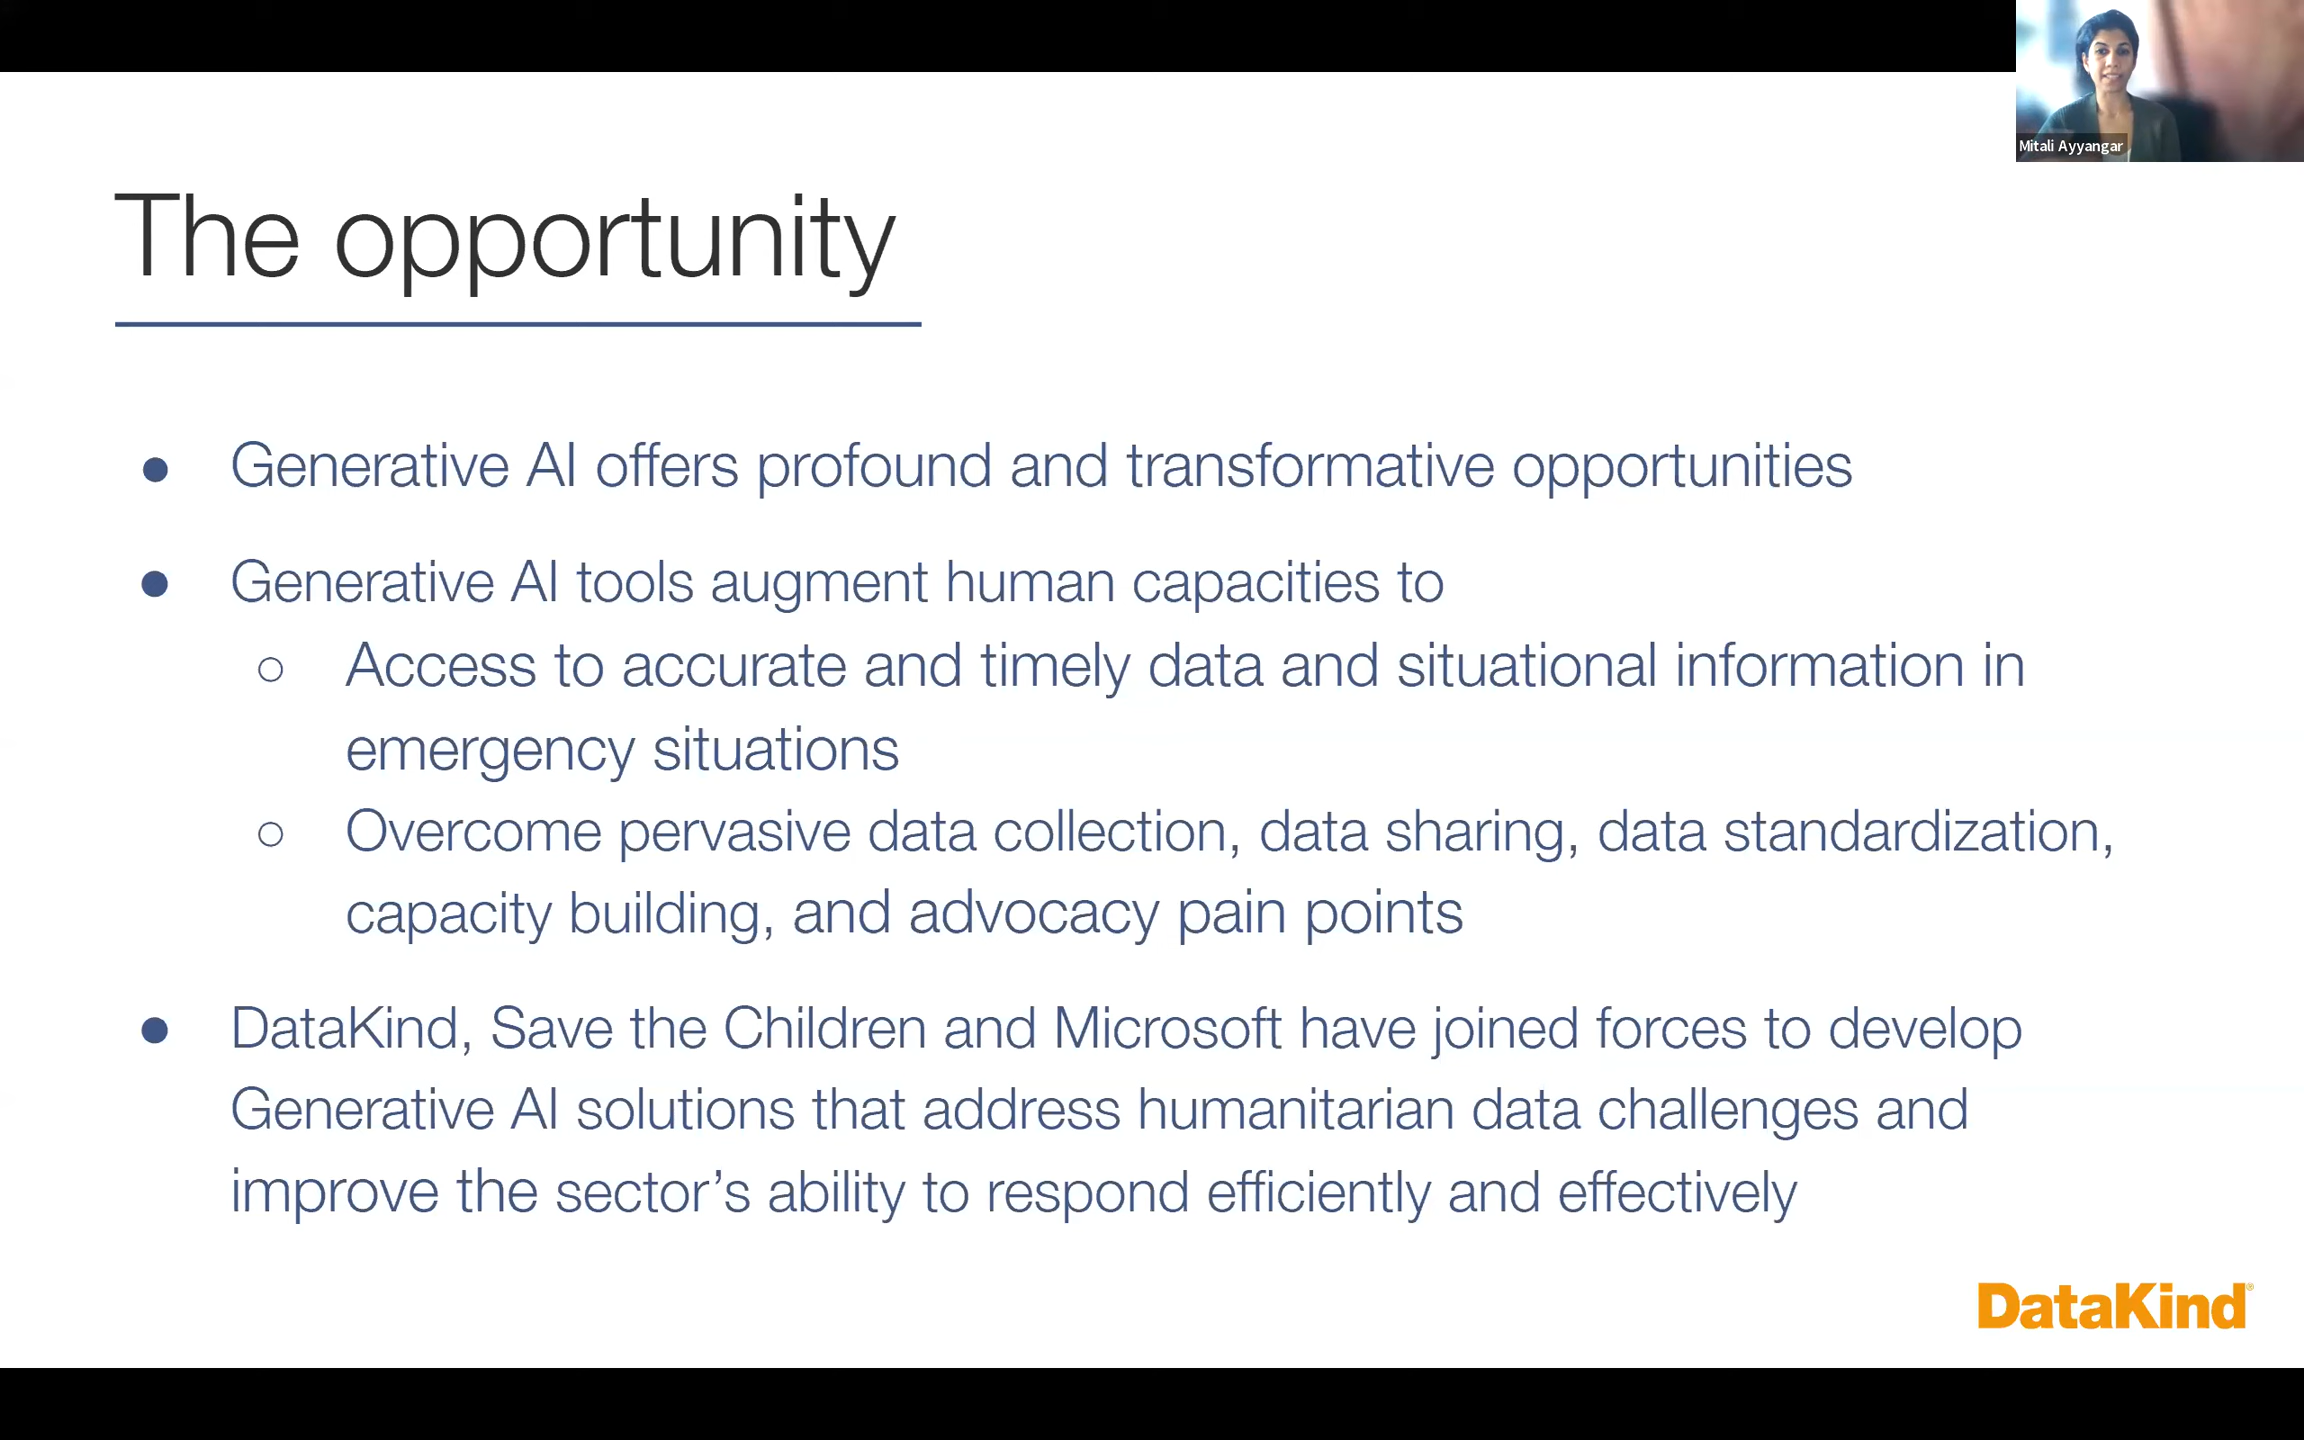 Mitali Ayyangar
The opportunity
● Generative AI offers profound and transformative opportunities
● Generative AI tools augment human capacities to
○ Access to accurate and timely data and situational information in
emergency situations
○ Overcome pervasive data collection, data sharing, data standardization,
capacity building, and advocacy pain points
● DataKind, Save the Children and Microsoft have joined forces to develop
Generative AI solutions that address humanitarian data challenges and
improve the sector’s ability to respond efficiently and effectively
DataKind®